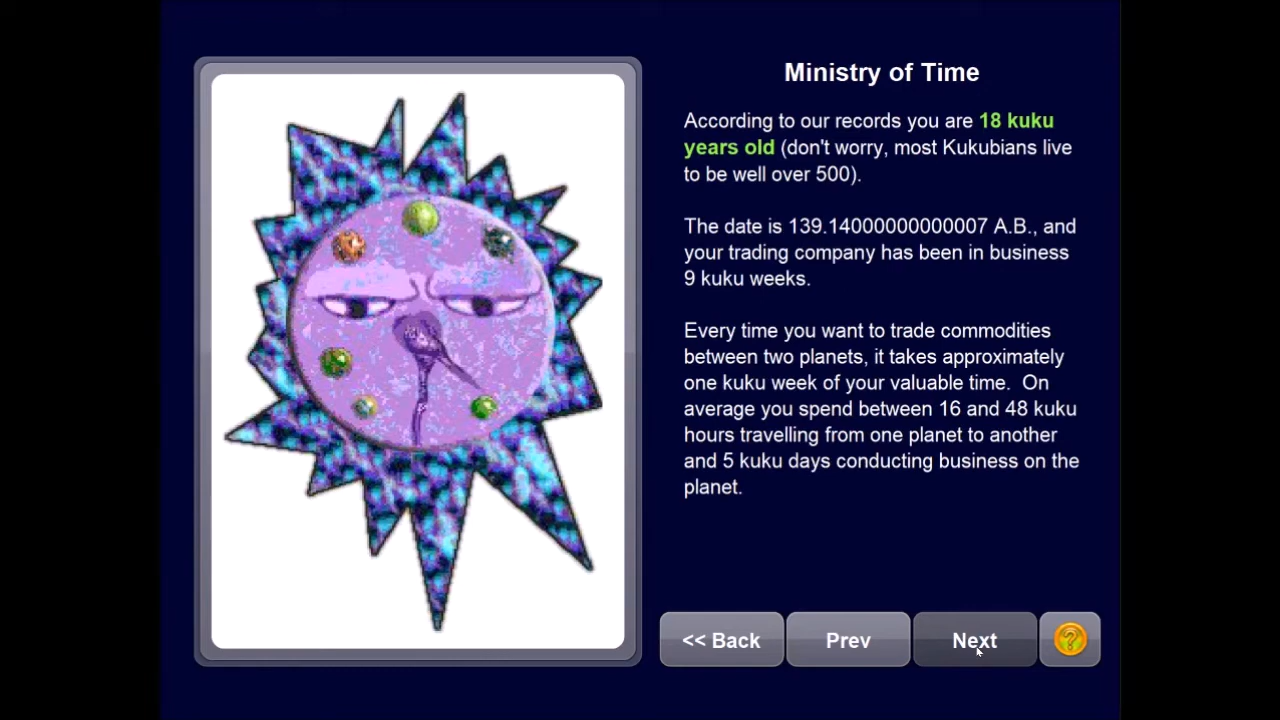 Ministry of Time
According to our records you are 18 kuku
years old (don't worry, most Kukubians live
to be well over 500).
The date is 139.14000000000007 A.B., and
your trading company has been in business
9 kuku weeks.
Every time you want to trade commodities
between two planets, it takes approximately
one kuku week of your valuable time.  On
average you spend between 16 and 48 kuku
hours travelling from one planet to another
and 5 kuku days conducting business on the
planet.
<< Back
Prev
Next
?